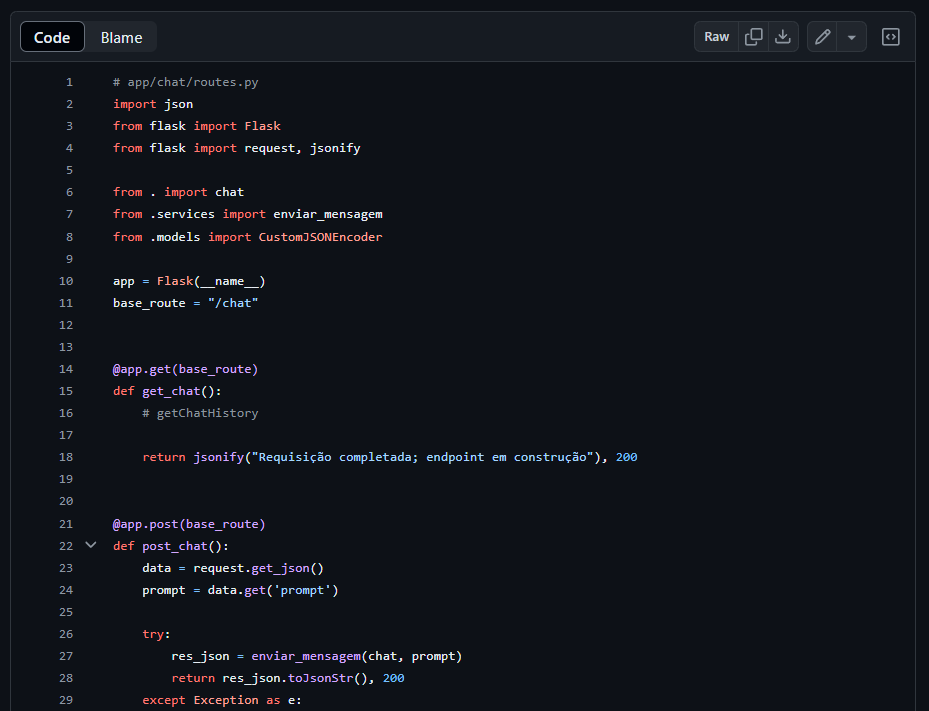 Code Blame Raw
1 # app/chat/routes.py
2 import json
3 from flask import Flask
4 from flask import request, jsonify
5
6 from . import chat
7 from .services import enviar_mensagem
8 from .models import CustomJSONEncoder
9
10 app = Flask(__name__)
11 base_route = "/chat"
12
13
14 @app.get(base_route)
15 def get_chat():
16 # getChatHistory
17
18 return jsonify("Requisição completada; endpoint em construção"), 200
19
20
21 @app.post(base_route)
22 def post_chat():
23 data = request.get_json()
24 prompt = data.get('prompt')
25
26 try:
27 res_json = enviar_mensagem(chat, prompt)
28 return res_json.toJsonStr(), 200
29 except Exception as e: